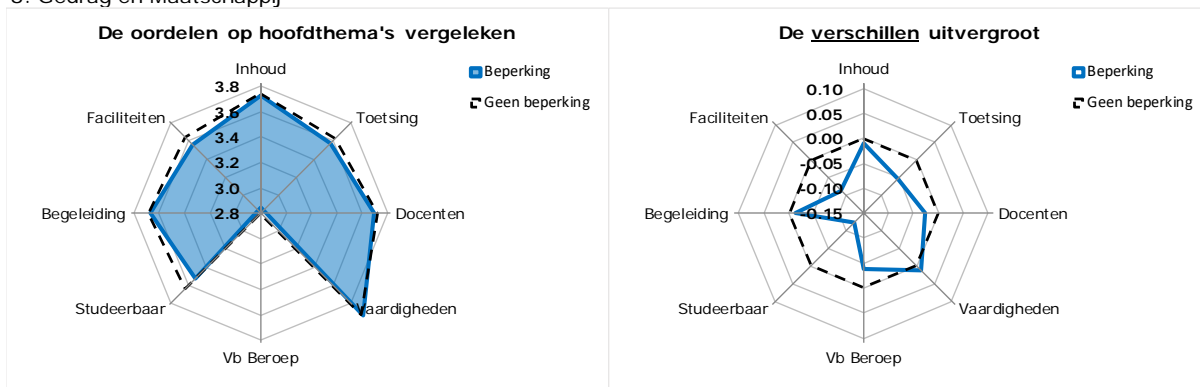 De oordelen op hoofdthema's vergeleken
Inhoud
Toetsing
Docenten
Vaardigheden
Vb Beroep
Studeerbaar
Begeleiding
Faciliteiten
3.8
3.6
3.4
3.2
3.0
2.8
Beperking
Geen beperking
De verschillen uitvergroot
Inhoud
Toetsing
Docenten
Vaardigheden
Vb Beroep
Studeerbaar
Begeleiding
Faciliteiten
0.10
0.05
0.00
-0.05
-0.10
-0.15
Beperking
Geen beperking